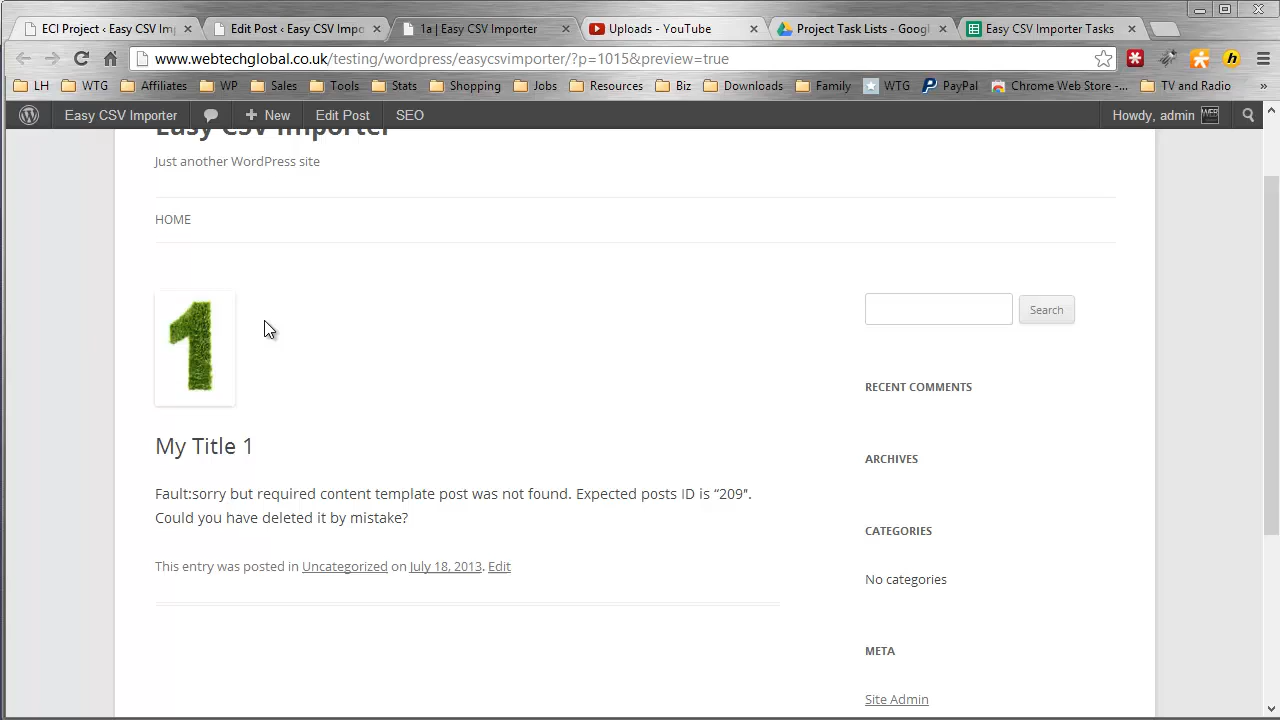 ECI Project ‹ Easy CSV Im
Edit Post ‹ Easy CSV Impo
1a | Easy CSV Importer
Uploads - YouTube
Project Task Lists - Googl
Easy CSV Importer Tasks
www.webtechglobal.co.uk/testing/wordpress/easycsvimporter/?p=1015&preview=true
LH
WTG
Affiliates
WP
Sales
Tools
Stats
Shopping
Jobs
Resources
Biz
Downloads
Family
WTG
PayPal
Chrome Web Store -...
TV and Radio
»
Easy CSV Importer
New
Edit Post
SEO
Howdy, admin
Easy CSV Importer
Just another WordPress site
HOME
1
Search
My Title 1
Fault:sorry but required content template post was not found. Expected posts ID is “209″.
Could you have deleted it by mistake?
This entry was posted in Uncategorized on July 18, 2013. Edit
RECENT COMMENTS
ARCHIVES
CATEGORIES
No categories
META
Site Admin